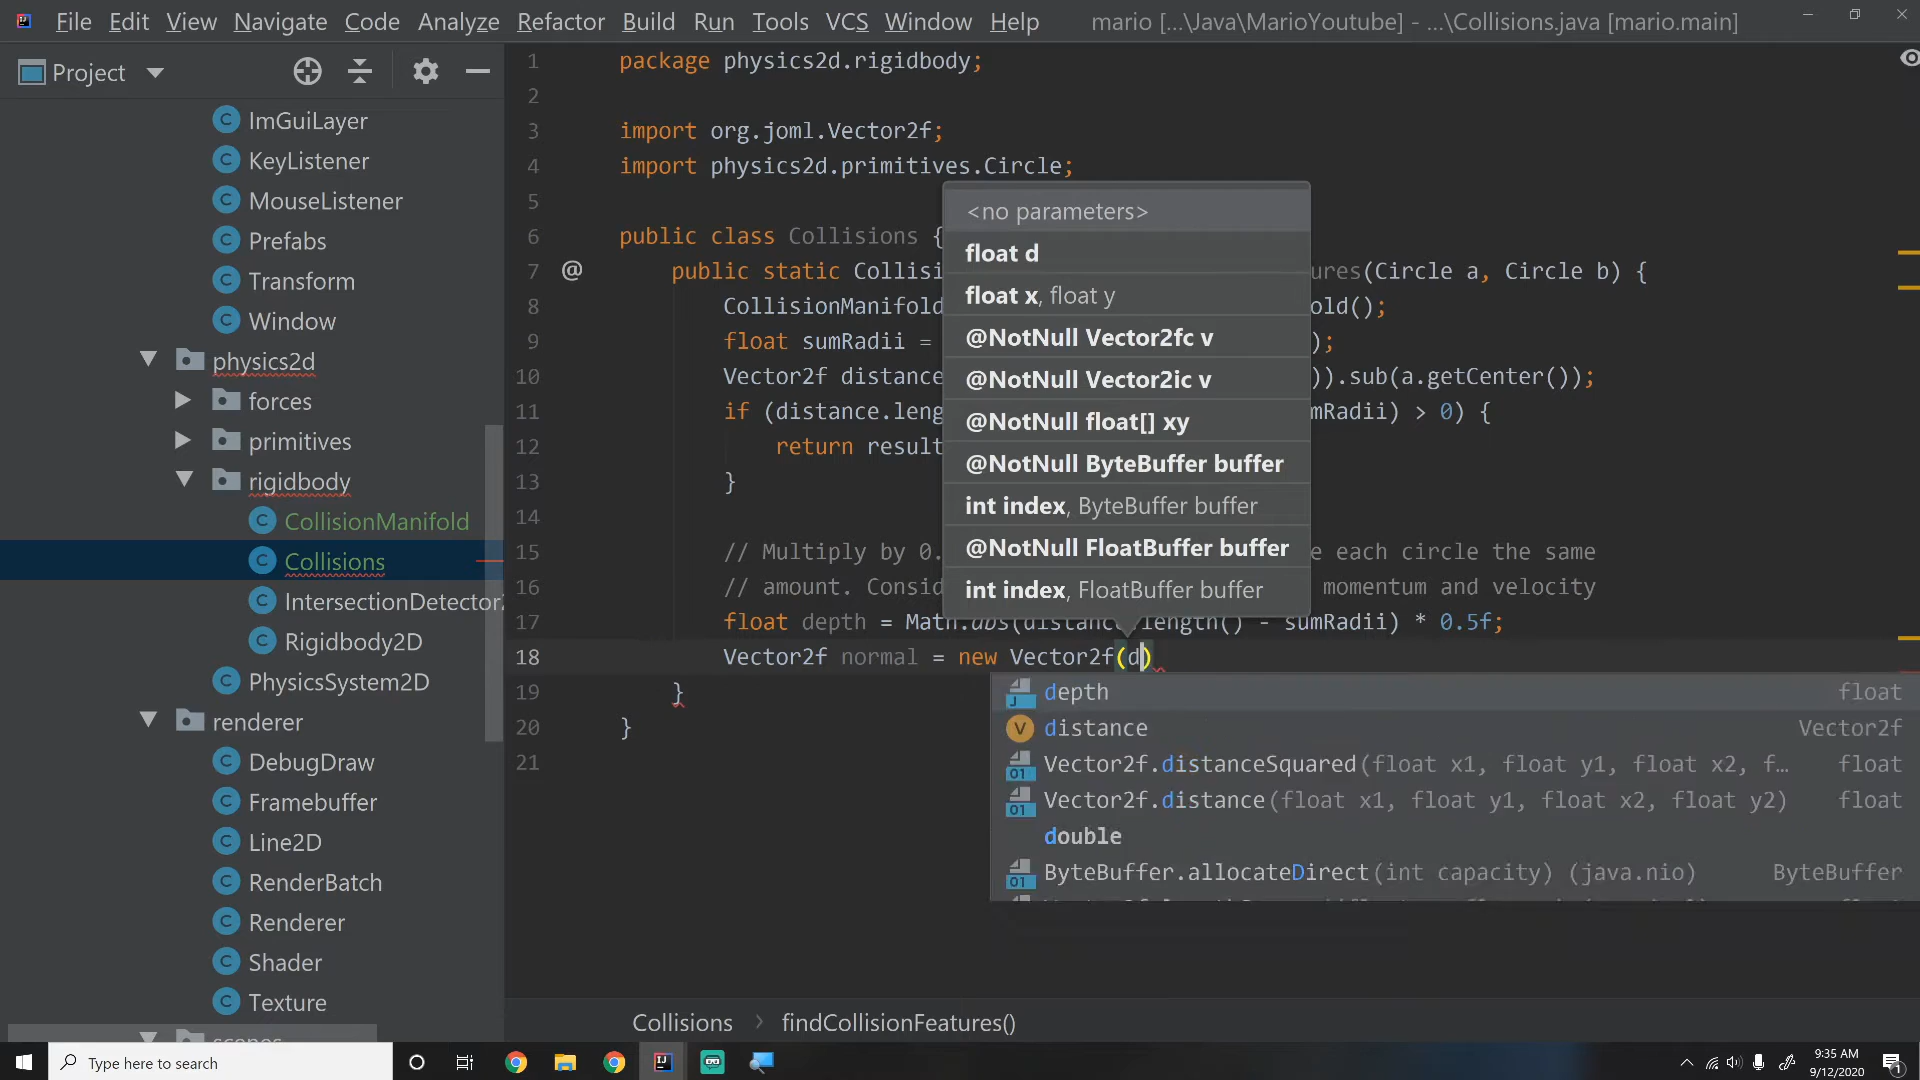 File Edit View Navigate Code Analyze Refactor Build Run Tools VCS Window Help mario [...\Java\MarioYoutube] - ...\Collisions.java [mario.main]
Project
ImGuiLayer
KeyListener
MouseListener
Prefabs
Transform
Window
physics2d
forces
primitives
rigidbody
CollisionManifold
Collisions
IntersectionDetector
Rigidbody2D
PhysicsSystem2D
renderer
DebugDraw
Framebuffer
Line2D
RenderBatch
Renderer
Shader
Texture
1 package physics2d.rigidbody;
2
3 import org.joml.Vector2f;
4 import physics2d.primitives.Circle;
5
6 public class Collisions {
7 @ public static Collisi ures(Circle a, Circle b) {
8 CollisionManifold old();
9 float sumRadii = );
10 Vector2f distance )).sub(a.getCenter());
11 if (distance.leng mRadii) > 0) {
12 return result
13 }
14
15 // Multiply by 0. e each circle the same
16 // amount. Consid momentum and velocity
17 float depth = Math.abs(distance.length() - sumRadii) * 0.5f;
18 Vector2f normal = new Vector2f(d)
19 }
20 }
21
<no parameters>
float d
float x, float y
@NotNull Vector2fc v
@NotNull Vector2ic v
@NotNull float[] xy
@NotNull ByteBuffer buffer
int index, ByteBuffer buffer
@NotNull FloatBuffer buffer
int index, FloatBuffer buffer
depth float
distance Vector2f
Vector2f.distanceSquared(float x1, float y1, float x2, f... float
Vector2f.distance(float x1, float y1, float x2, float y2) float
double
ByteBuffer.allocateDirect(int capacity) (java.nio) ByteBuffer
Collisions > findCollisionFeatures()
Type here to search
9:35 AM
9/12/2020